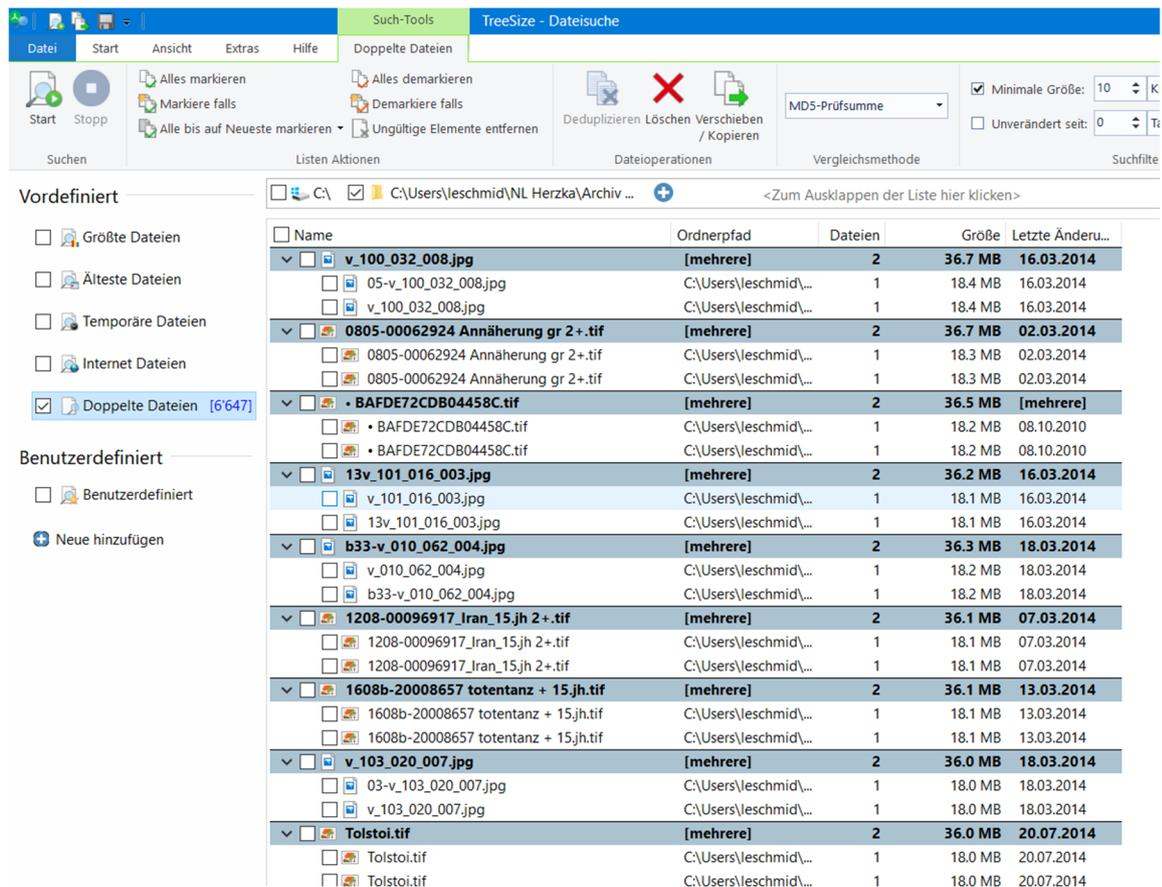 Such-Tools TreeSize - Dateisuche
Datei Start Ansicht Extras Hilfe Doppelte Dateien
Start Stopp
Suchen
Alles markieren Alles demarkieren
Markiere falls Demarkiere falls
Alle bis auf Neueste markieren Ungültige Elemente entfernen
Listen Aktionen
Deduplizieren Löschen Verschieben
/ Kopieren
Dateioperationen
MD5-Prüfsumme
Vergleichsmethode
Minimale Größe: 10 K
Unverändert seit: 0 Ta
Suchfilte
Vordefiniert
Größte Dateien
Älteste Dateien
Temporäre Dateien
Internet Dateien
Doppelte Dateien [6'647]
Benutzerdefiniert
Benutzerdefiniert
Neue hinzufügen
C:\ C:\Users\leschmid\NL Herzka\Archiv ... <Zum Ausklappen der Liste hier klicken>
Name Ordnerpfad Dateien Größe Letzte Änderu...
v_100_032_008.jpg [mehrere] 2 36.7 MB 16.03.2014
05-v_100_032_008.jpg C:\Users\leschmid\... 1 18.4 MB 16.03.2014
v_100_032_008.jpg C:\Users\leschmid\... 1 18.4 MB 16.03.2014
0805-00062924 Annäherung gr 2+.tif [mehrere] 2 36.7 MB 02.03.2014
0805-00062924 Annäherung gr 2+.tif C:\Users\leschmid\... 1 18.3 MB 02.03.2014
0805-00062924 Annäherung gr 2+.tif C:\Users\leschmid\... 1 18.3 MB 02.03.2014
• BAFDE72CDB04458C.tif [mehrere] 2 36.5 MB [mehrere]
• BAFDE72CDB04458C.tif C:\Users\leschmid\... 1 18.2 MB 08.10.2010
• BAFDE72CDB04458C.tif C:\Users\leschmid\... 1 18.2 MB 08.10.2010
13v_101_016_003.jpg [mehrere] 2 36.2 MB 16.03.2014
v_101_016_003.jpg C:\Users\leschmid\... 1 18.1 MB 16.03.2014
13v_101_016_003.jpg C:\Users\leschmid\... 1 18.1 MB 16.03.2014
b33-v_010_062_004.jpg [mehrere] 2 36.3 MB 18.03.2014
v_010_062_004.jpg C:\Users\leschmid\... 1 18.2 MB 18.03.2014
b33-v_010_062_004.jpg C:\Users\leschmid\... 1 18.2 MB 18.03.2014
1208-00096917_Iran_15.jh 2+.tif [mehrere] 2 36.1 MB 07.03.2014
1208-00096917_Iran_15.jh 2+.tif C:\Users\leschmid\... 1 18.1 MB 07.03.2014
1208-00096917_Iran_15.jh 2+.tif C:\Users\leschmid\... 1 18.1 MB 07.03.2014
1608b-20008657 totentanz + 15.jh.tif [mehrere] 2 36.1 MB 13.03.2014
1608b-20008657 totentanz + 15.jh.tif C:\Users\leschmid\... 1 18.1 MB 13.03.2014
1608b-20008657 totentanz + 15.jh.tif C:\Users\leschmid\... 1 18.1 MB 13.03.2014
v_103_020_007.jpg [mehrere] 2 36.0 MB 18.03.2014
03-v_103_020_007.jpg C:\Users\leschmid\... 1 18.0 MB 18.03.2014
v_103_020_007.jpg C:\Users\leschmid\... 1 18.0 MB 18.03.2014
Tolstoi.tif [mehrere] 2 36.0 MB 20.07.2014
Tolstoi.tif C:\Users\leschmid\... 1 18.0 MB 20.07.2014
Tolstoi.tif C:\Users\leschmid\... 1 18.0 MB 20.07.2014